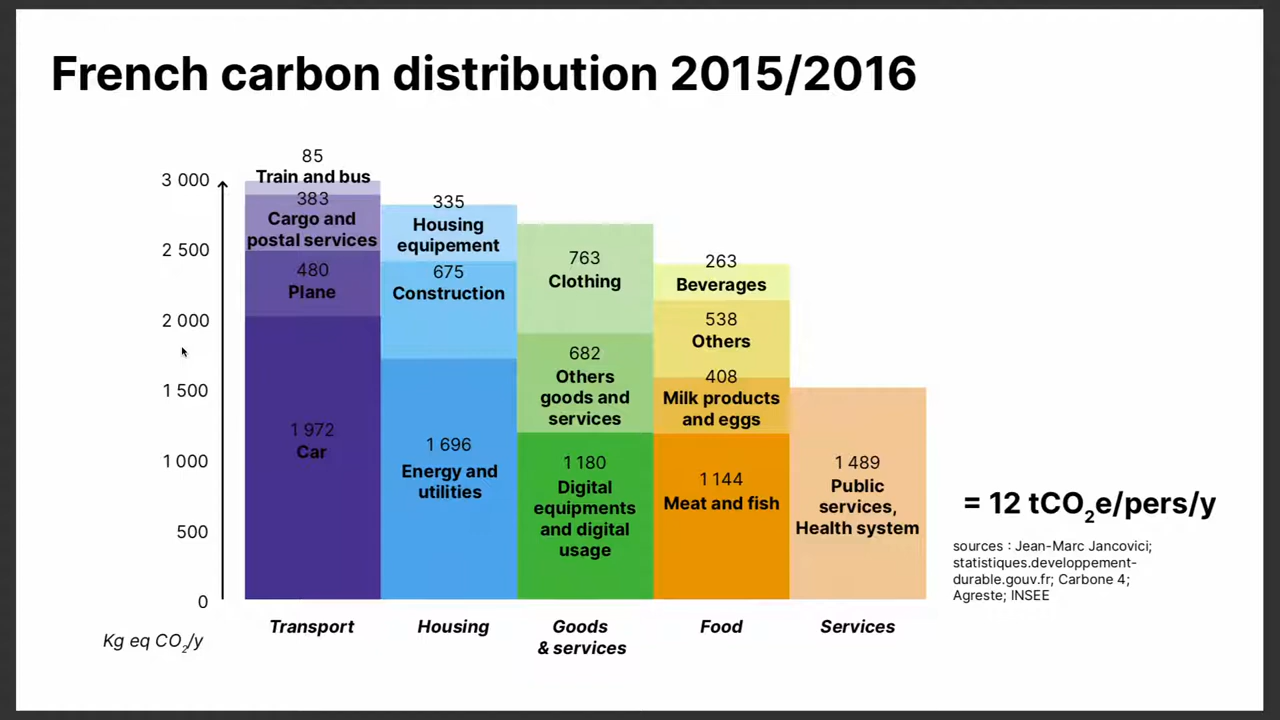 French carbon distribution 2015/2016
3 000
2 500
2 000
1 500
1 000
500
0
Kg eq CO2/y
85
Train and bus
383
Cargo and
postal services
480
Plane
1 972
Car
Transport
335
Housing
equipement
675
Construction
1 696
Energy and
utilities
Housing
763
Clothing
682
Others
goods and
services
1 180
Digital
equipments
and digital
usage
Goods
& services
263
Beverages
538
Others
408
Milk products
and eggs
1 144
Meat and fish
Food
1 489
Public
services,
Health system
Services
= 12 tCO2e/pers/y
sources : Jean-Marc Jancovici;
statistiques.developpement-
durable.gouv.fr; Carbone 4;
Agreste; INSEE